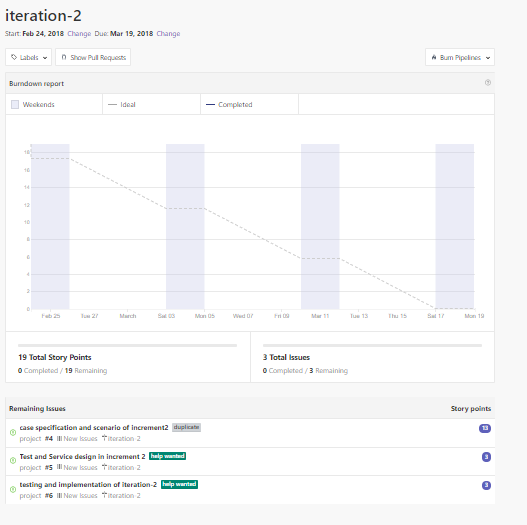 iteration-2
Start: Feb 24, 2018 Change Due: Mar 19, 2018 Change
Labels Show Pull Requests Burn Pipelines
Burndown report
Weekends Ideal Completed
18
16
14
12
10
8
6
4
2
0
Feb 25 Tue 27 March Sat 03 Mon 05 Wed 07 Fri 09 Mar 11 Tue 13 Thu 15 Sat 17 Mon 19
19 Total Story Points 3 Total Issues
0 Completed / 19 Remaining 0 Completed / 3 Remaining
Remaining Issues Story points
case specification and scenario of increment2 duplicate 13
project #4 New Issues iteration-2
Test and Service design in increment 2 help wanted 3
project #5 New Issues iteration-2
testing and implementation of iteration-2 help wanted 3
project #6 New Issues iteration-2